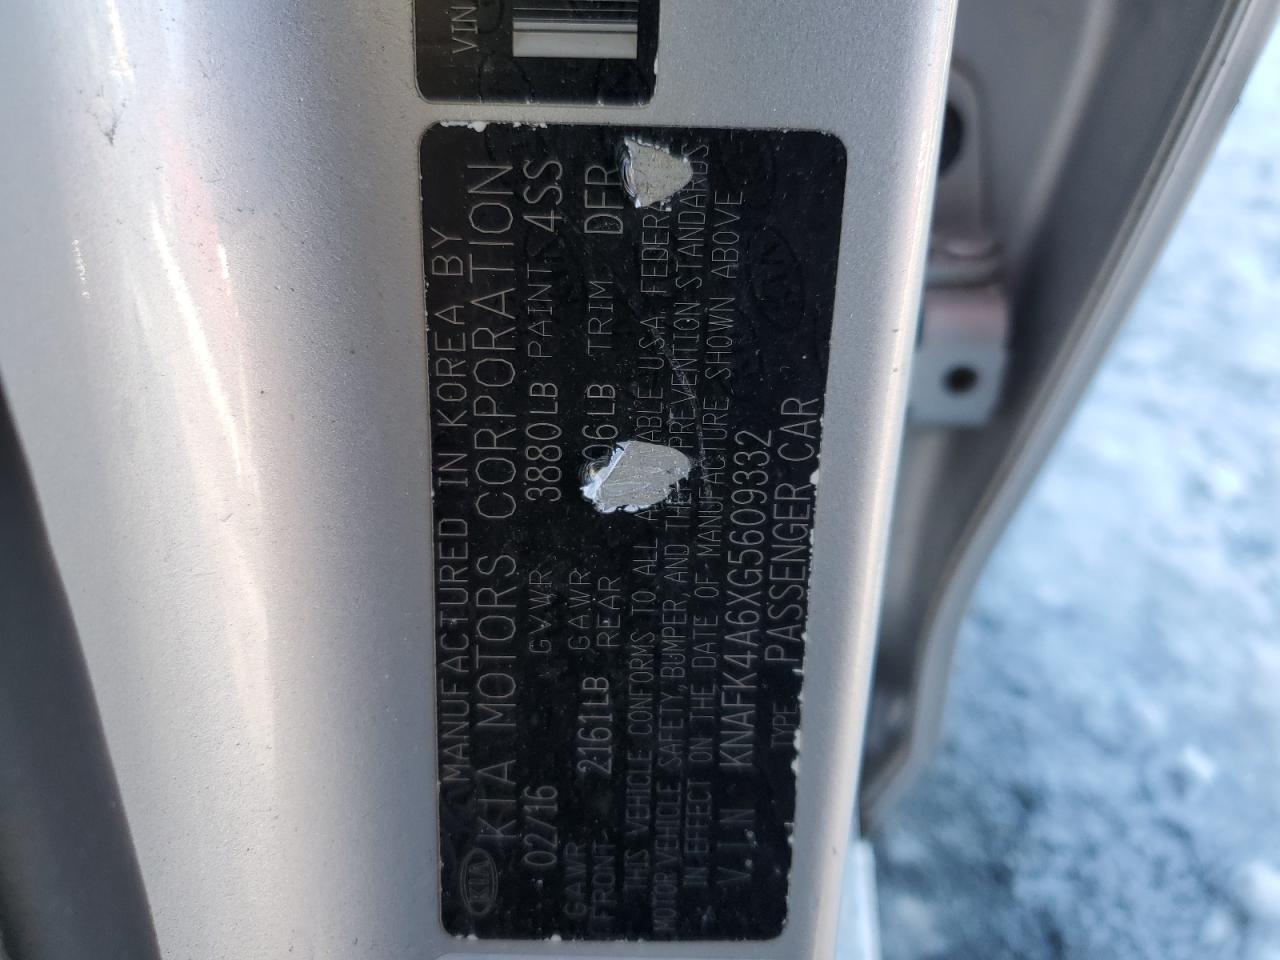 VIN
MANUFACTURED IN KOREA BY
KIA MOTORS CORPORATION
02/16 GVWR 3880LB PAINT 4SS
GAWR FRONT 2161LB GAWR REAR TRIM DFR
THIS VEHICLE CONFORMS TO ALL U.S.A. FEDERAL
MOTOR VEHICLE SAFETY, BUMPER, AND THEFT PREVENTION STANDARDS
IN EFFECT ON THE DATE OF MANUFACTURE SHOWN ABOVE.
V.I.N KNAFK4A6XG5609332
TYPE PASSENGER CAR
KIA